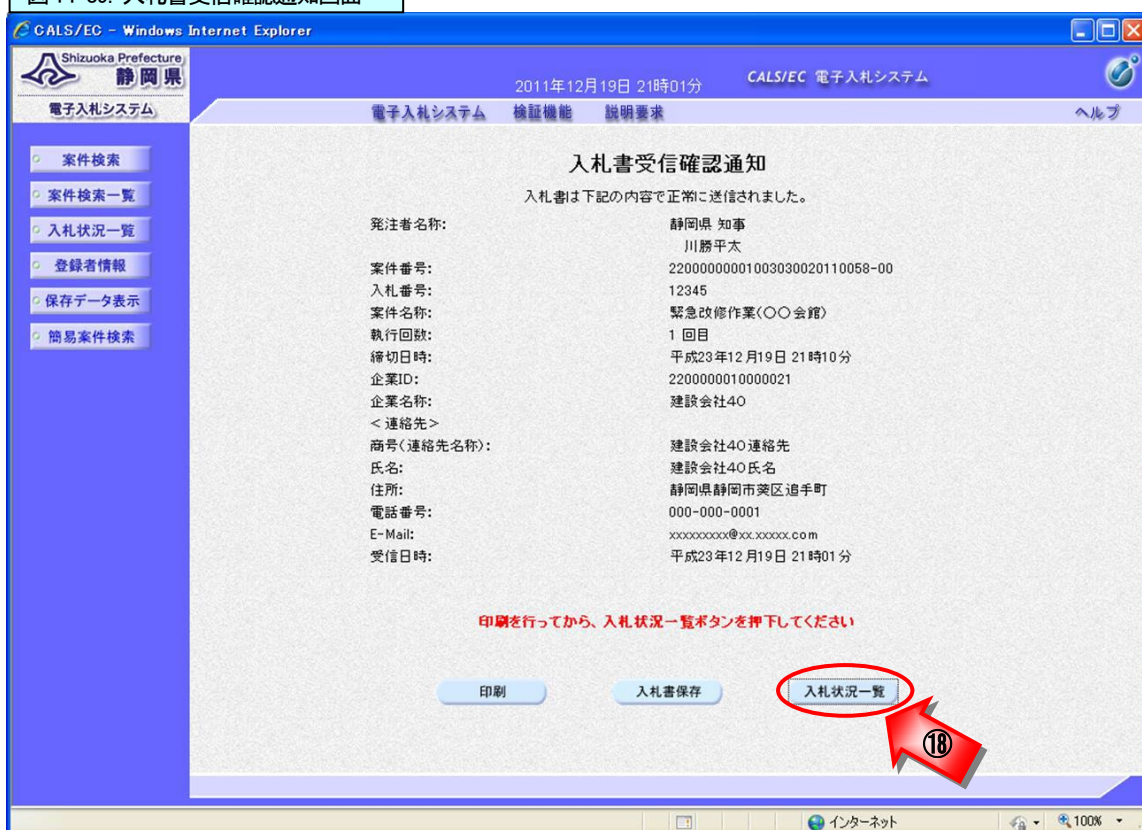 入札書受信確認通知画面
CALS/EC - Windows Internet Explorer
Shizuoka Prefecture
静岡県
電子入札システム
2011年12月19日 21時01分
CALS/EC 電子入札システム
電子入札システム 検証機能 説明要求 ヘルプ
案件検索
案件検索一覧
入札状況一覧
登録者情報
保存データ表示
簡易案件検索
入札書受信確認通知
入札書は下記の内容で正常に送信されました。
発注者名称: 静岡県 知事
川勝平太
案件番号: 22000000001003030020110058-00
入札番号: 12345
案件名称: 緊急改修作業(〇〇会館)
執行回数: 1 回目
締切日時: 平成23年12月19日 21時10分
企業ID: 2200000010000021
企業名称: 建設会社40
<連絡先>
商号(連絡先名称): 建設会社40連絡先
氏名: 建設会社40氏名
住所: 静岡県静岡市葵区追手町
電話番号: 000-000-0001
E-Mail: xxxxxxxxx@xx.xxxxx.com
受信日時: 平成23年12月19日 21時01分
印刷を行ってから、入札状況一覧ボタンを押下してください
印刷 入札書保存 入札状況一覧
⑱
インターネット 100%